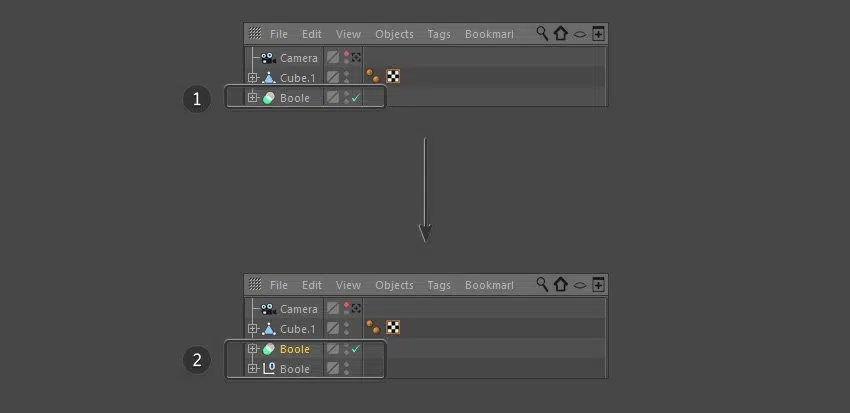 File Edit View Objects Tags Bookmarl
Camera
Cube.1
1
Boole
File Edit View Objects Tags Bookmarl
Camera
Cube.1
Boole
2
0
Boole